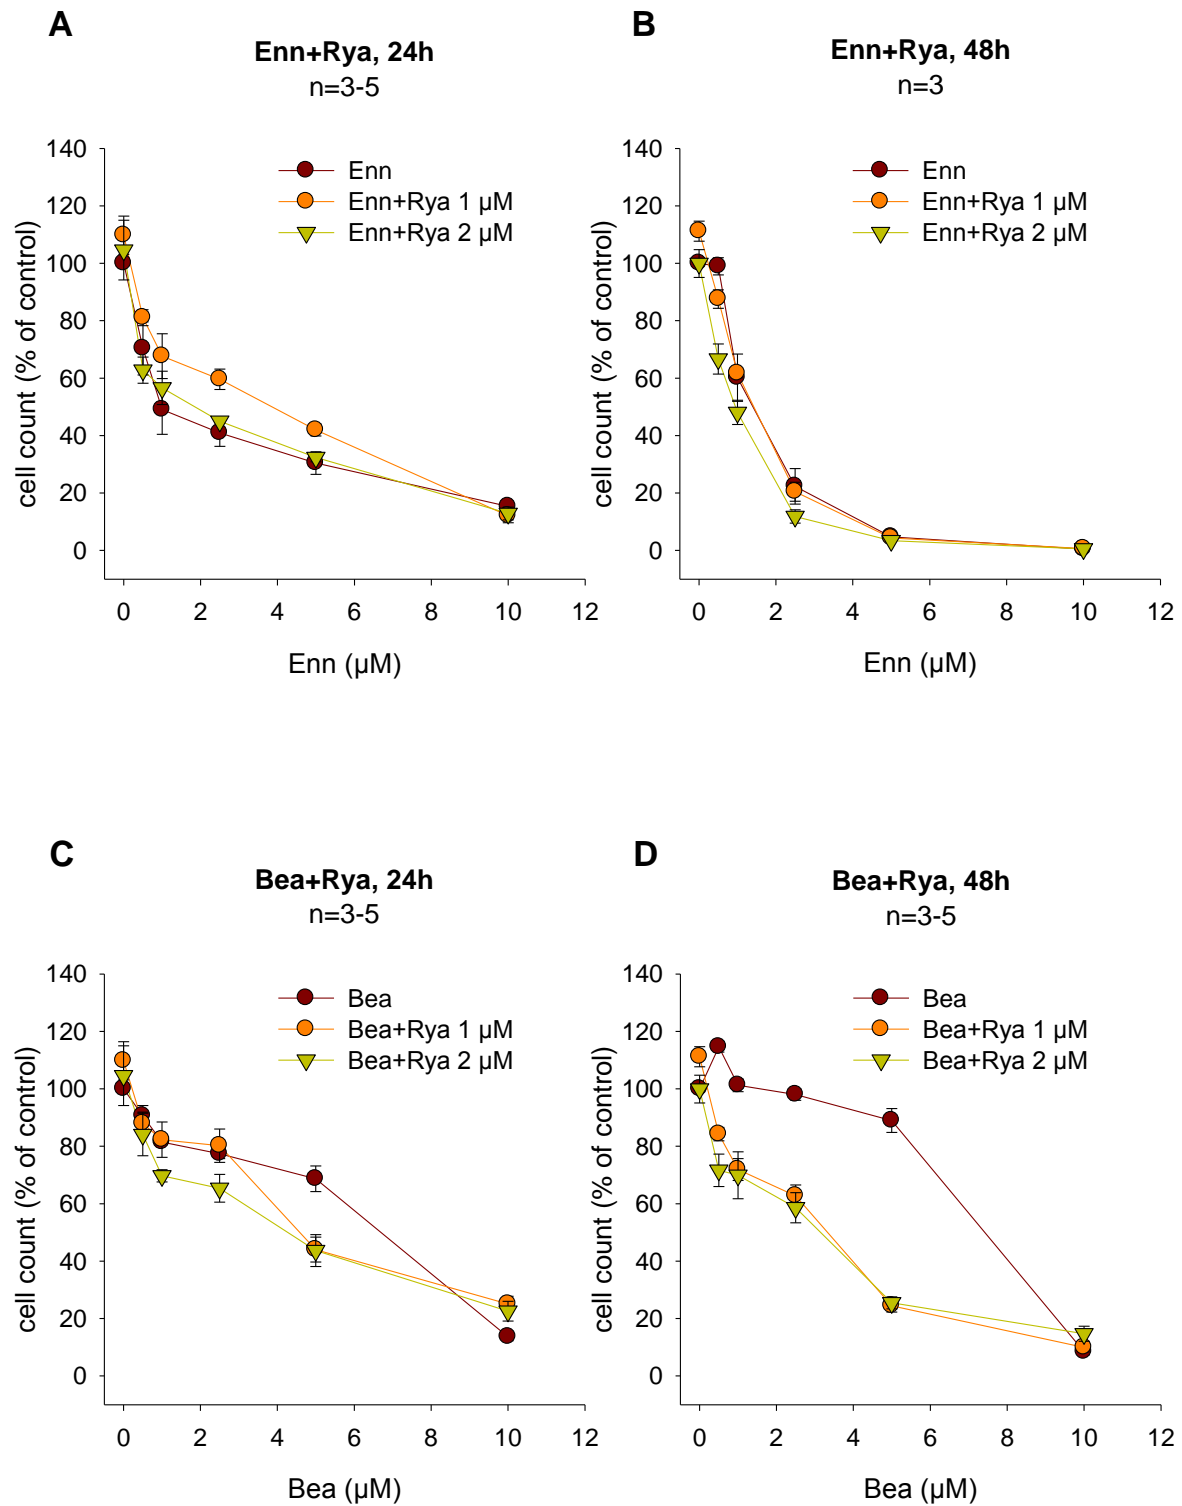 A
Enn+Rya, 24h
n=3-5
cell count (% of control)
140
120
100
80
60
40
20
0
Enn
Enn+Rya 1 µM
Enn+Rya 2 µM
0 2 4 6 8 10 12
Enn (µM)
B
Enn+Rya, 48h
n=3
cell count (% of control)
140
120
100
80
60
40
20
0
Enn
Enn+Rya 1 µM
Enn+Rya 2 µM
0 2 4 6 8 10 12
Enn (µM)
C
Bea+Rya, 24h
n=3-5
cell count (% of control)
140
120
100
80
60
40
20
0
Bea
Bea+Rya 1 µM
Bea+Rya 2 µM
0 2 4 6 8 10 12
Bea (µM)
D
Bea+Rya, 48h
n=3-5
cell count (% of control)
140
120
100
80
60
40
20
0
Bea
Bea+Rya 1 µM
Bea+Rya 2 µM
0 2 4 6 8 10 12
Bea (µM)